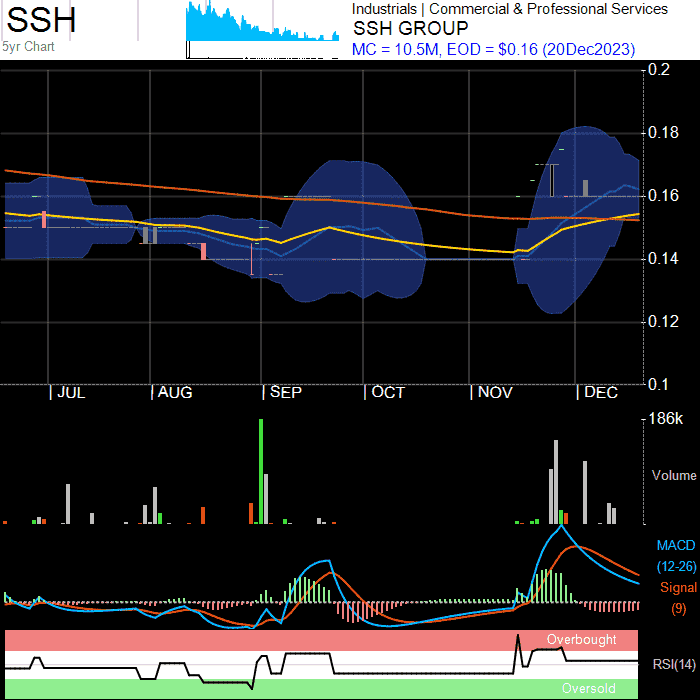 SSH
5yr Chart
Industrials | Commercial & Professional Services
SSH GROUP
MC = 10.5M, EOD = $0.16 (20Dec2023)
0.2
0.18
0.16
0.14
0.12
0.1
JUL
AUG
SEP
OCT
NOV
DEC
186k
Volume
MACD
(12-26)
Signal
(9)
Overbought
RSI(14)
Oversold